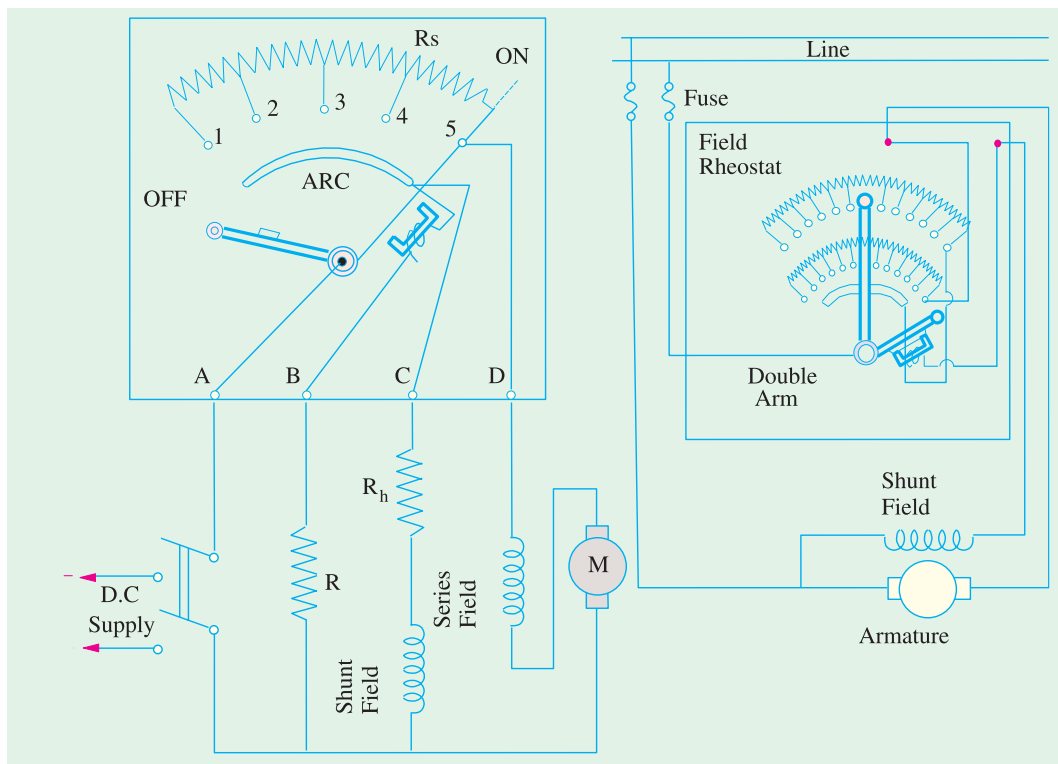 Rs
ON
1
2
3
4
5
ARC
OFF
A
B
C
D
R
Rh
Series
Field
Shunt
Field
M
–
D.C
Supply
Line
Fuse
Field
Rheostat
Double
Arm
Shunt
Field
Armature